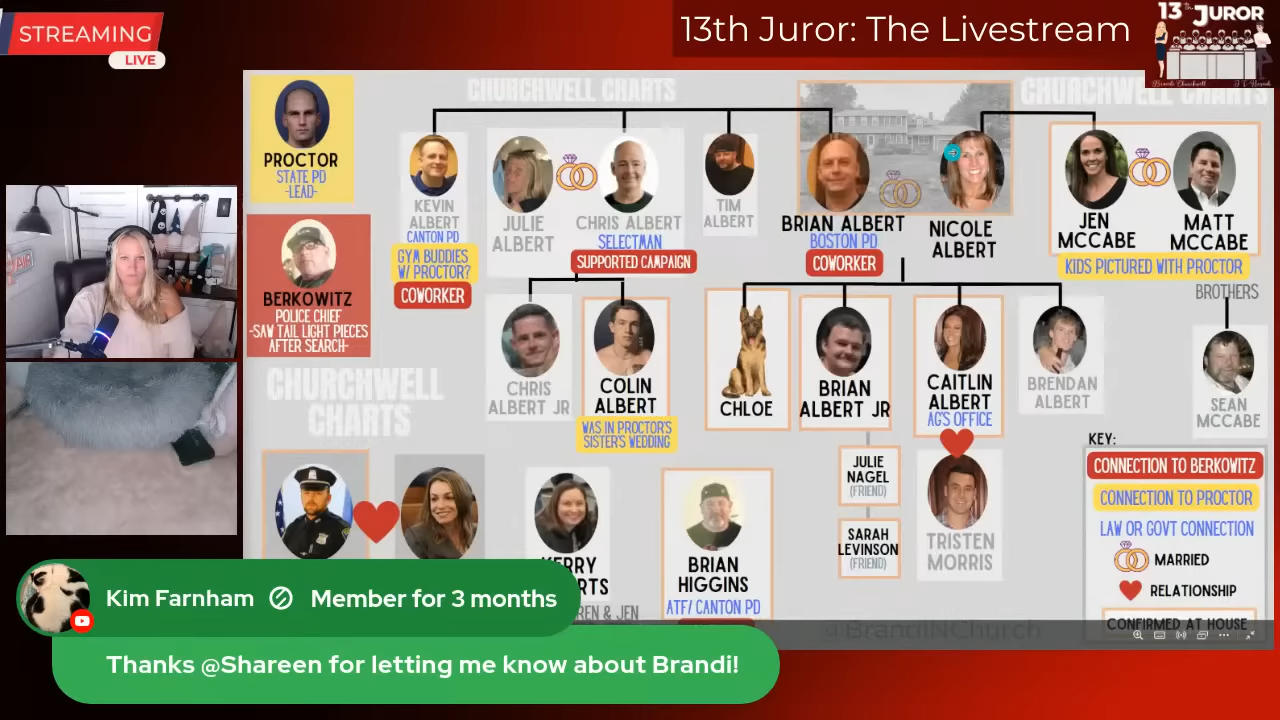 STREAMING
LIVE
13th Juror: The Livestream
13th JUROR
CHURCHWELL CHARTS
CHURCHWELL CHARTS
PROCTOR
STATE PD
-LEAD-
BERKOWITZ
POLICE CHIEF
-SAW TAIL LIGHT PIECES
AFTER SEARCH-
KEVIN
ALBERT
CANTON PD
GYM BUDDIES
W/ PROCTOR?
COWORKER
JULIE
ALBERT
CHRIS ALBERT
SELECTMAN
SUPPORTED CAMPAIGN
TIM
ALBERT
BRIAN ALBERT
BOSTON PD
COWORKER
NICOLE
ALBERT
JEN
MCCABE
MATT
MCCABE
KIDS PICTURED WITH PROCTOR
BROTHERS
SEAN
MCCABE
CHRIS
ALBERT JR
COLIN
ALBERT
WAS IN PROCTOR'S
SISTER'S WEDDING
CHLOE
BRIAN
ALBERT JR
CAITLIN
ALBERT
AG'S OFFICE
BRENDAN
ALBERT
CHURCHWELL
CHARTS
JULIE
NAGEL
(FRIEND)
SARAH
LEVINSON
(FRIEND)
TRISTEN
MORRIS
BRIAN
HIGGINS
ATF/ CANTON PD
KEY:
CONNECTION TO BERKOWITZ
CONNECTION TO PROCTOR
LAW OR GOVT CONNECTION
MARRIED
RELATIONSHIP
CONFIRMED AT HOUSE
& JEN
@BrandiNChurch
Kim Farnham Member for 3 months
Thanks @Shareen for letting me know about Brandi!